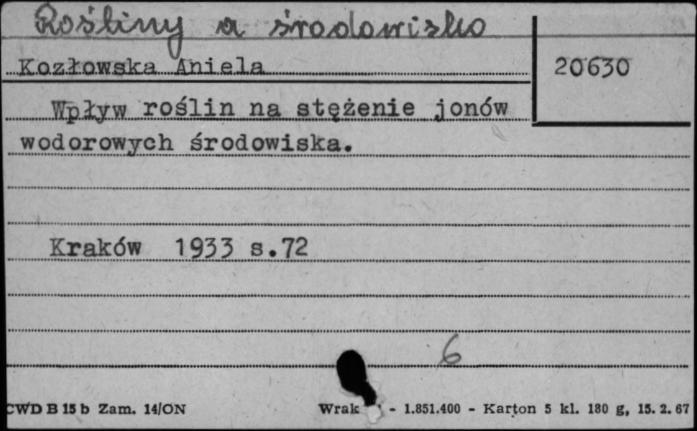 Rośliny a środowisko
Kozłowska Aniela
20630
Wpływ roślin na stężenie jonów
wodorowych środowiska.
Kraków 1933 s.72
6
CWD B 15 b Zam. 14/ON Wrak - 1.851.400 - Karton 5 kl. 180 g, 15. 2. 67